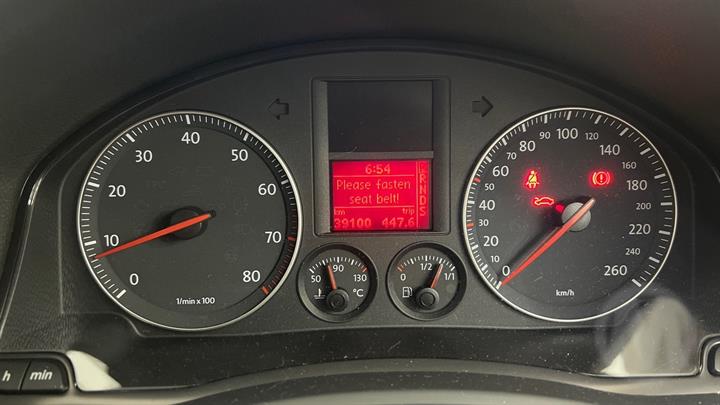 0
10
20
30
40
50
60
70
80
1/min x 100
6:54
Please fasten
seat belt!
km trip
39100 447.6
R
N
D
S
50 90 130
°C
1/2 1/1
0
10
20
30
40
50
60
70
80
90
100
120
140
160
180
200
220
240
260
km/h
h min